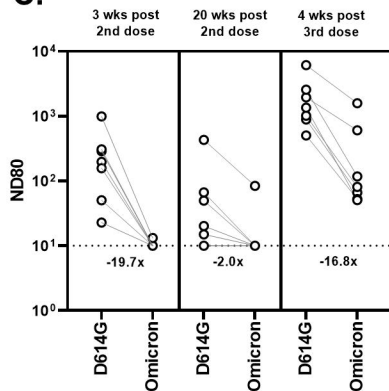 3 wks post
2nd dose
20 wks post
2nd dose
4 wks post
3rd dose
ND80
10⁴
10³
10²
10¹
10⁰
-19.7x
-2.0x
-16.8x
D614G
Omicron
D614G
Omicron
D614G
Omicron